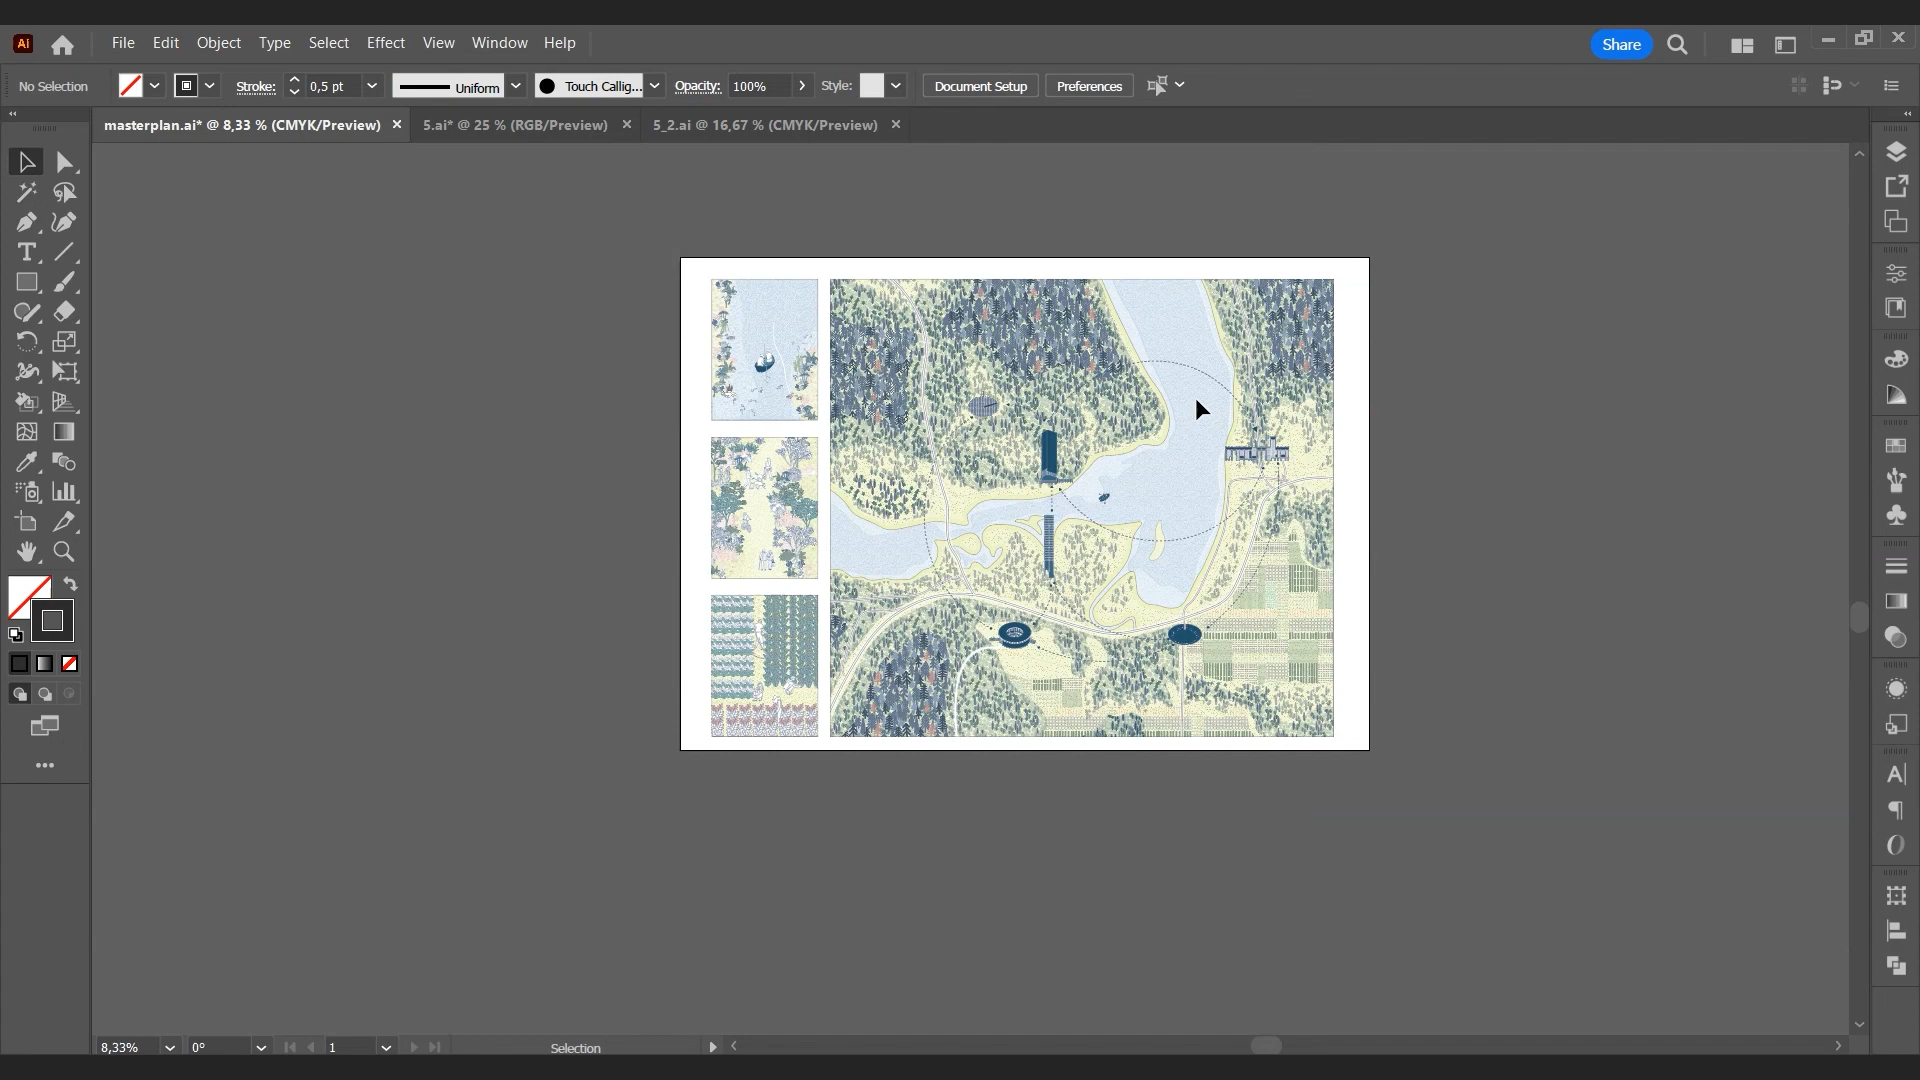 Ai File Edit Object Type Select Effect View Window Help Share
No Selection Stroke: 0,5 pt Uniform Touch Callig... Opacity: 100% Style: Document Setup Preferences
masterplan.ai* @ 8,33 % (CMYK/Preview) 5.ai* @ 25 % (RGB/Preview) 5_2.ai @ 16,67 % (CMYK/Preview)
8,33% 0° 1 Selection